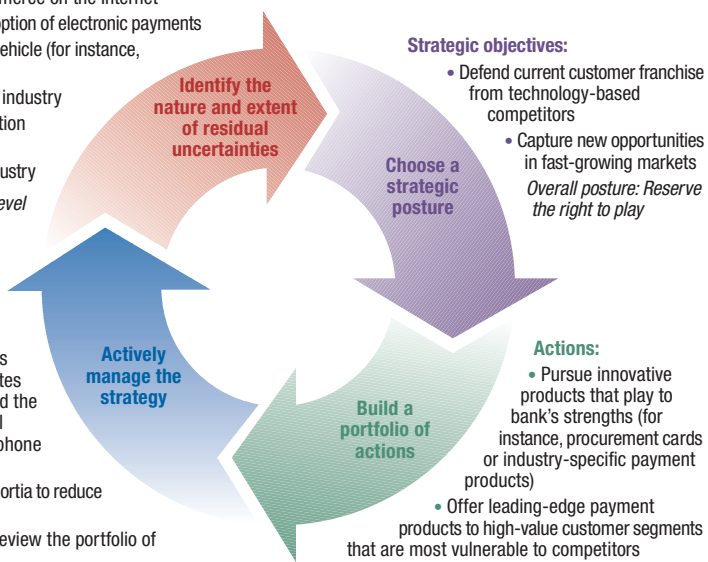 merce on the Internet
option of electronic payments
ehicle (for instance,
industry
tion
ustry
evel
Identify the
nature and extent
of residual
uncertainties
Strategic objectives:
• Defend current customer franchise
from technology-based
competitors
• Capture new opportunities
in fast-growing markets
Overall posture: Reserve
the right to play
Choose a
strategic
posture
Actions:
• Pursue innovative
products that play to
bank's strengths (for
instance, procurement cards
or industry-specific payment
products)
• Offer leading-edge payment
products to high-value customer segments
that are most vulnerable to competitors
Build a
portfolio of
actions
Actively
manage the
strategy
s
tes
d the
l
phone
ortia to reduce
eview the portfolio of